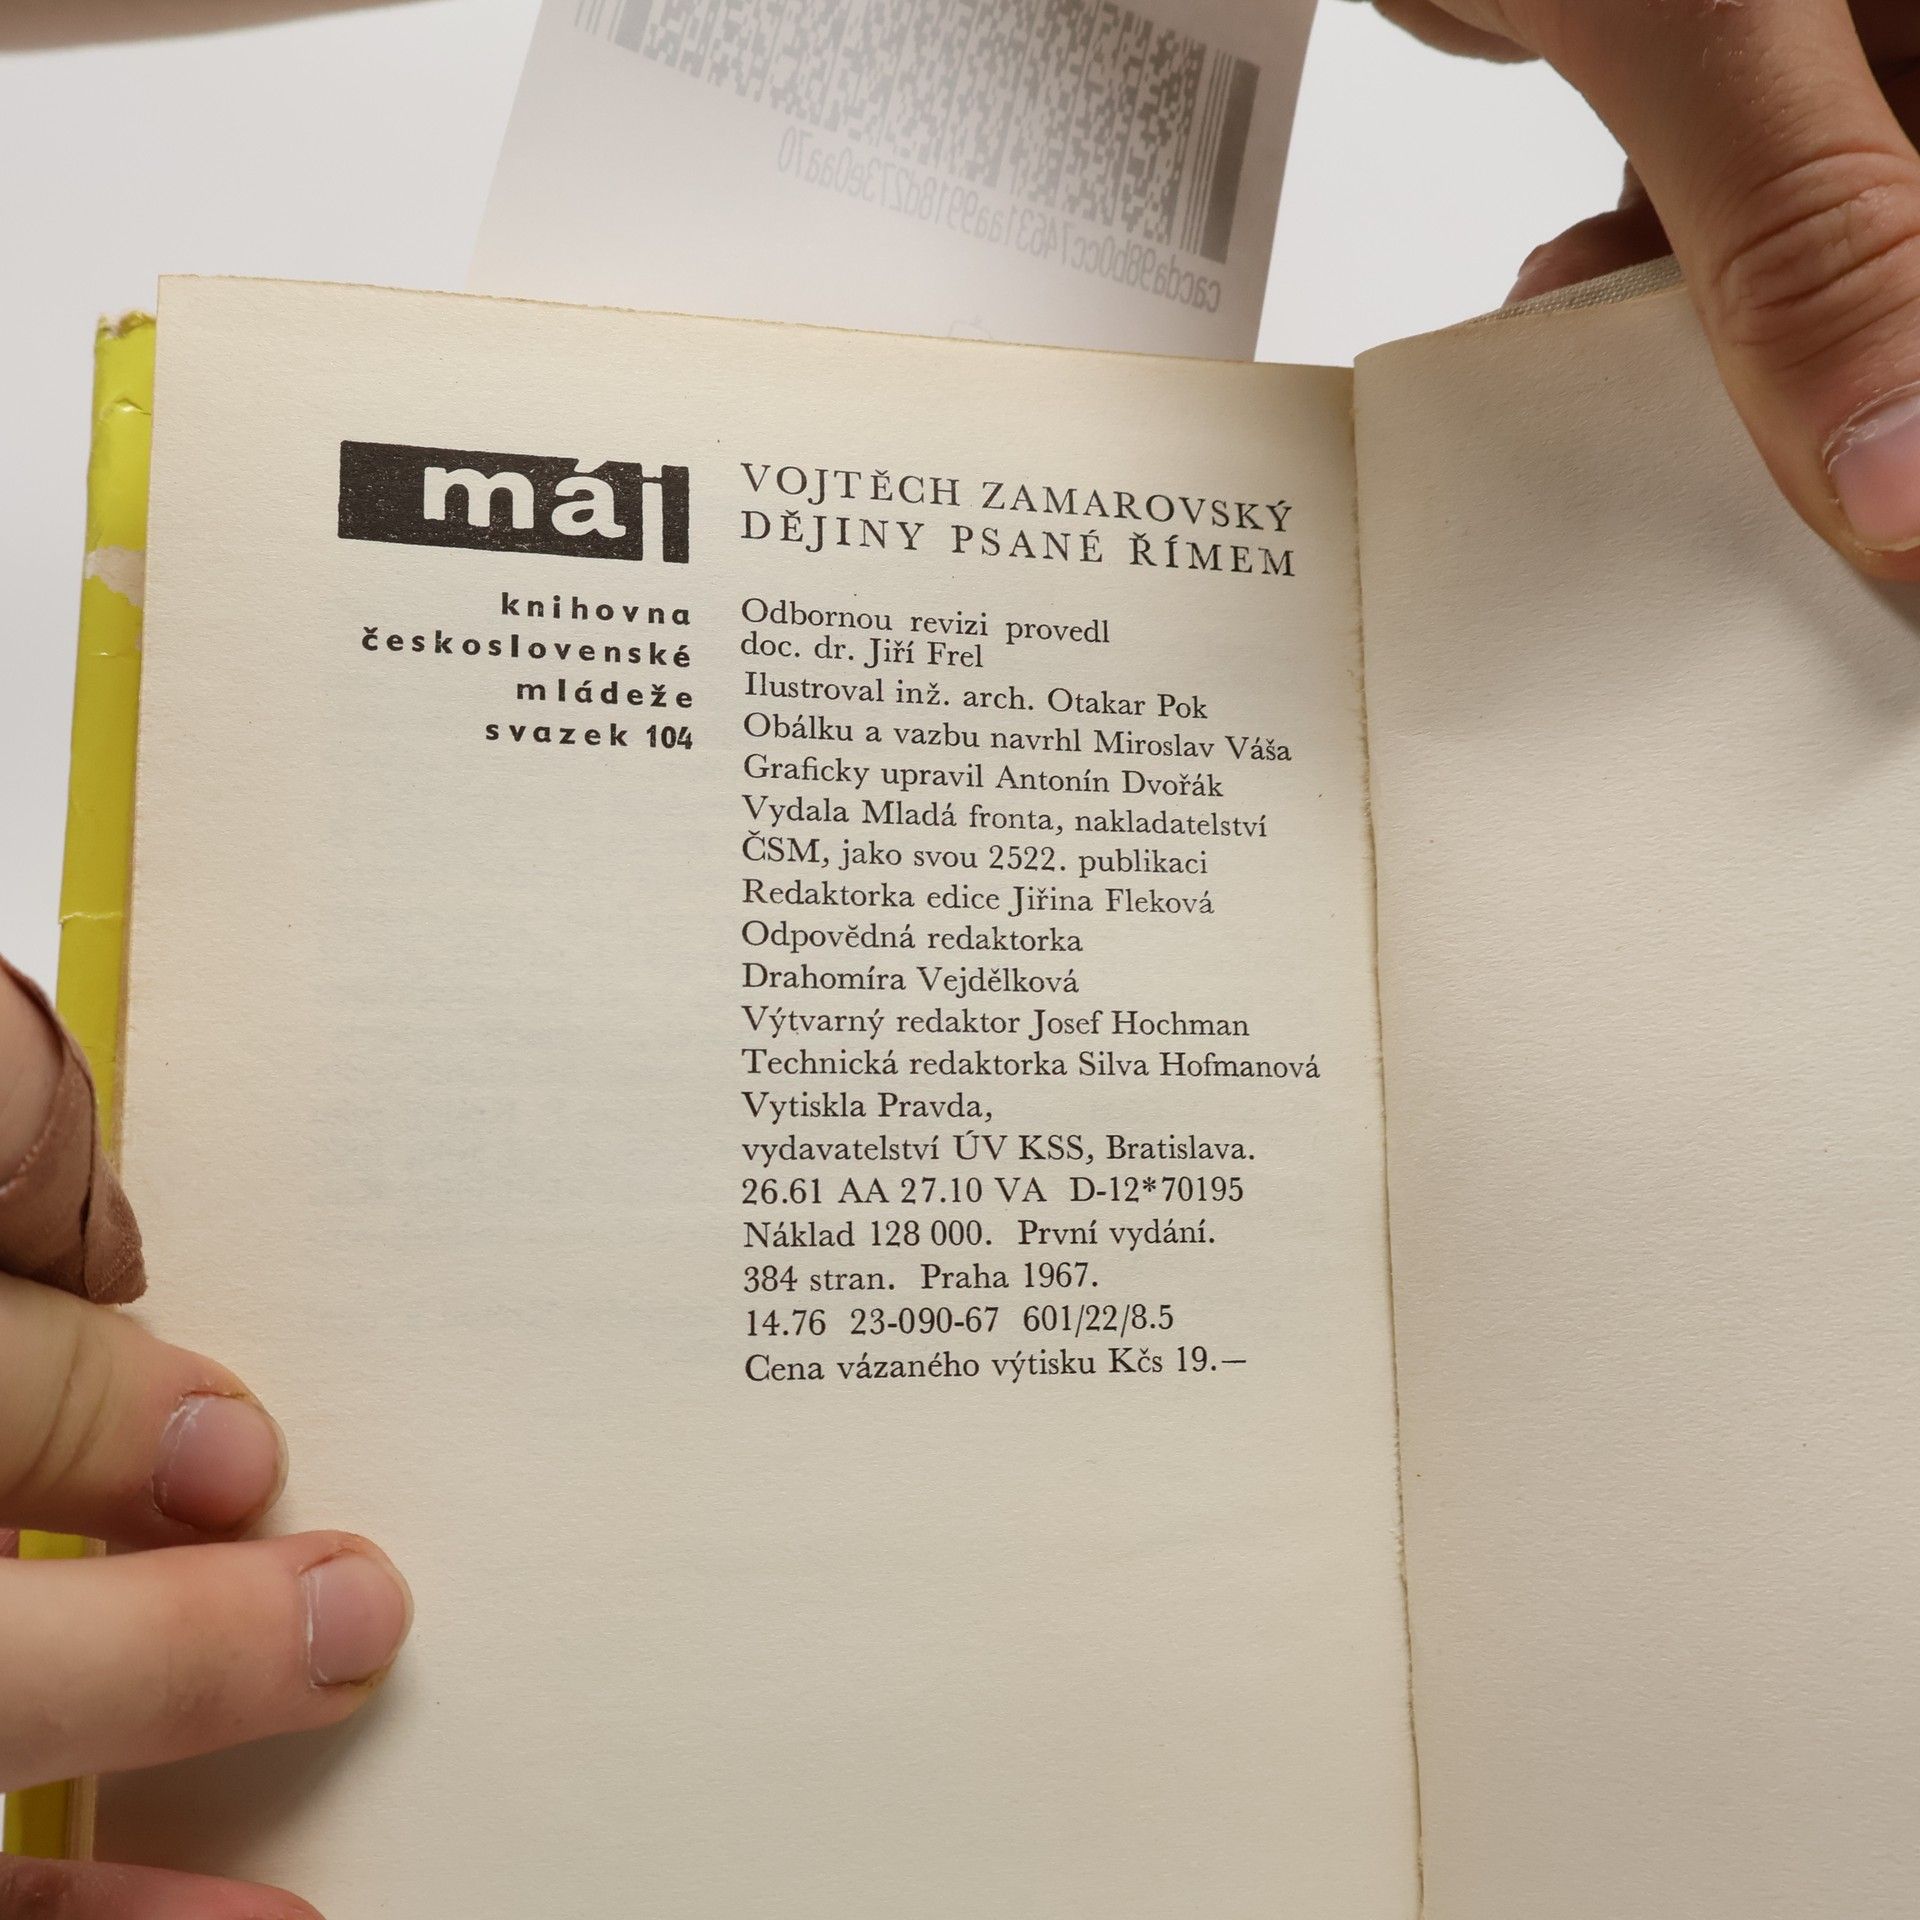 cacda98b0cc74631aa9918d273e0aa70
máj
knihovna
československé
mládeže
svazek 104
VOJTĚCH ZAMAROVSKÝ
DĚJINY PSANÉ ŘÍMEM
Odbornou revizi provedl
doc. dr. Jiří Frel
Ilustroval inž. arch. Otakar Pok
Obálku a vazbu navrhl Miroslav Váša
Graficky upravil Antonín Dvořák
Vydala Mladá fronta, nakladatelství
ČSM, jako svou 2522. publikaci
Redaktorka edice Jiřina Fleková
Odpovědná redaktorka
Drahomíra Vejdělková
Výtvarný redaktor Josef Hochman
Technická redaktorka Silva Hofmanová
Vytiskla Pravda,
vydavatelství ÚV KSS, Bratislava.
26.61 AA 27.10 VA D-12*70195
Náklad 128 000. První vydání.
384 stran. Praha 1967.
14.76 23-090-67 601/22/8.5
Cena vázaného výtisku Kčs 19.—